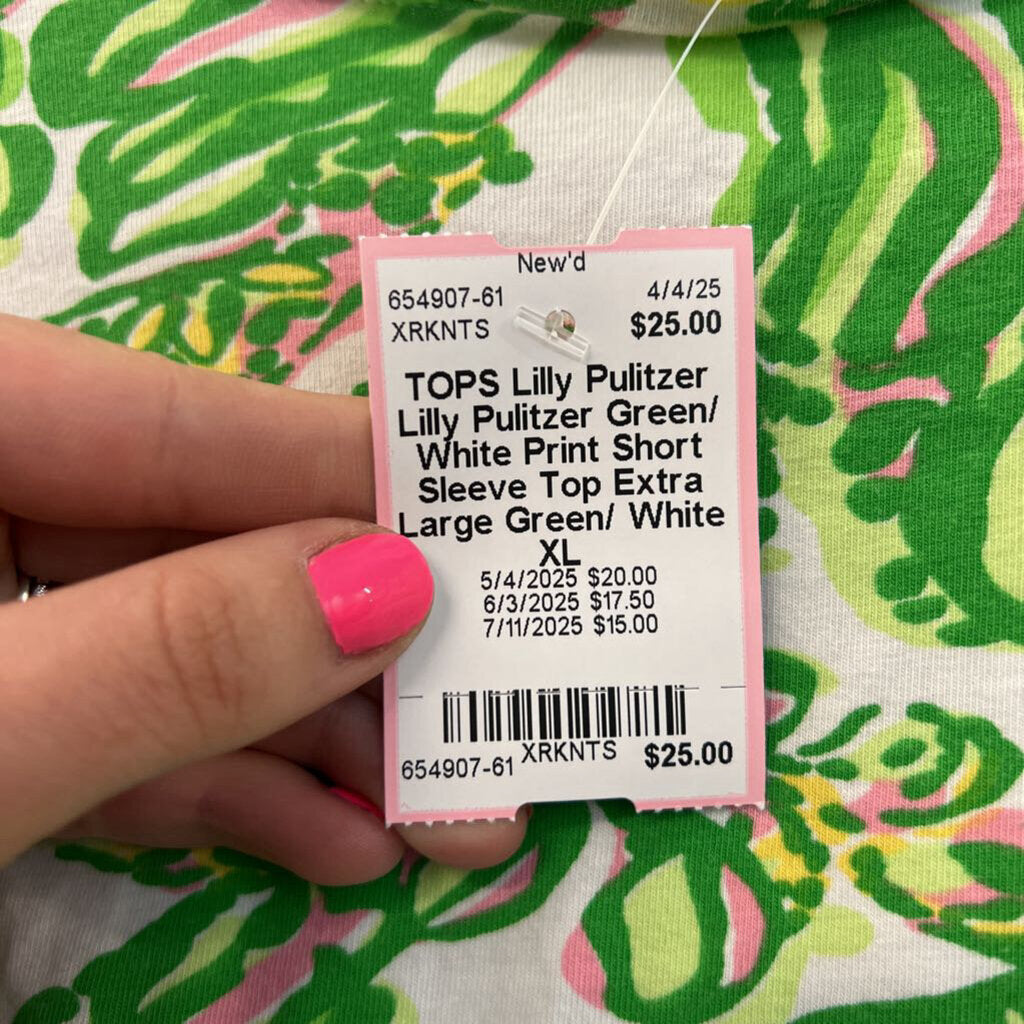 New'd
654907-61 4/4/25
XRKNTS $25.00
TOPS Lilly Pulitzer
Lilly Pulitzer Green/
White Print Short
Sleeve Top Extra
Large Green/ White
XL
5/4/2025 $20.00
6/3/2025 $17.50
7/11/2025 $15.00
654907-61 XRKNTS $25.00